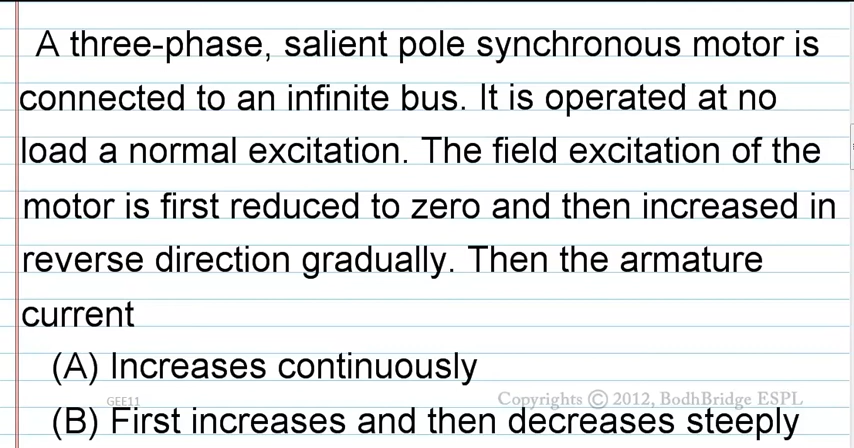 A three-phase, salient pole synchronous motor is
connected to an infinite bus. It is operated at no
load a normal excitation. The field excitation of the
motor is first reduced to zero and then increased in
reverse direction gradually. Then the armature
current
(A) Increases continuously
GEE11
Copyrights © 2012, BodhBridge ESPL
(B) First increases and then decreases steeply